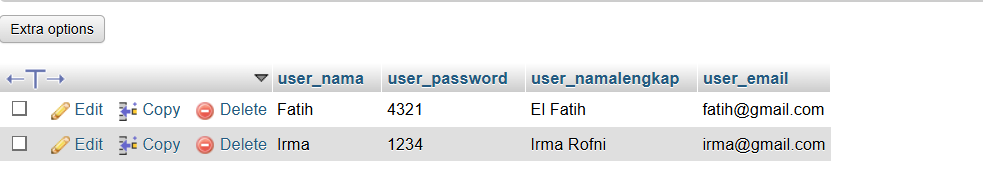 Extra options
←T→ user_nama user_password user_namalengkap user_email
Edit Copy Delete Fatih 4321 El Fatih fatih@gmail.com
Edit Copy Delete Irma 1234 Irma Rofni irma@gmail.com